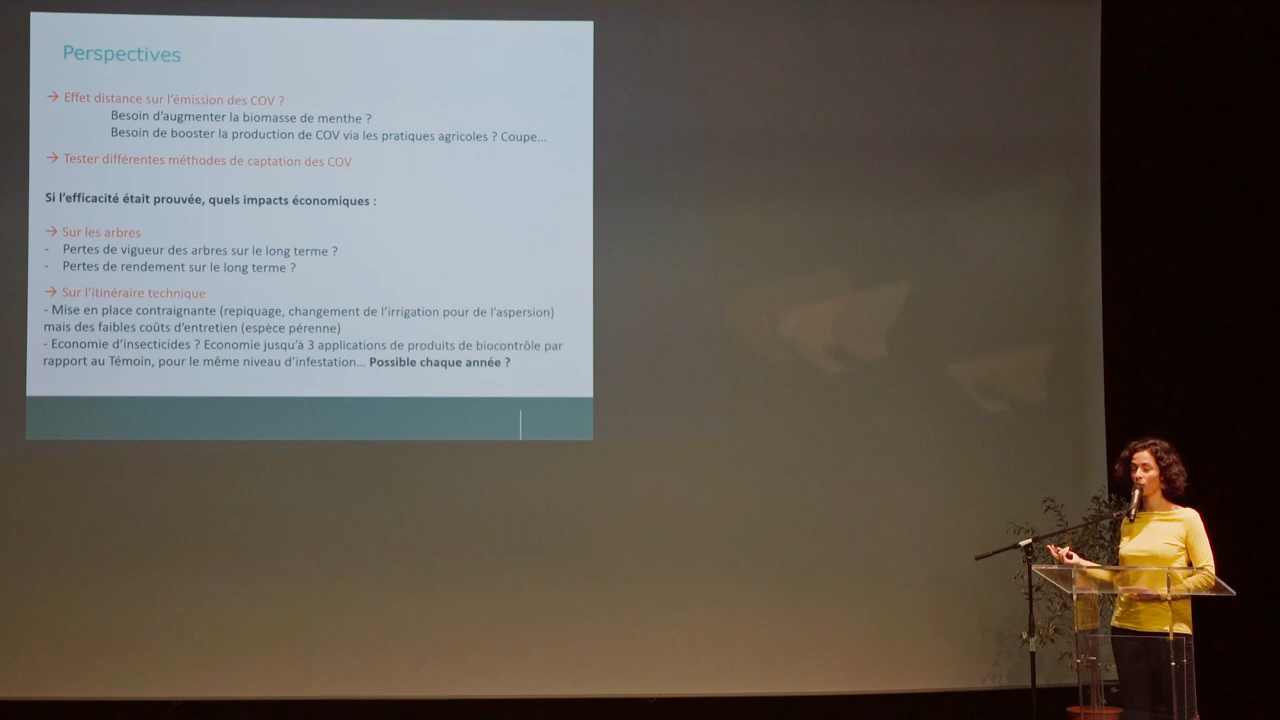 Perspectives
→ Effet distance sur l'émission des COV ?
Besoin d'augmenter la biomasse de menthe ?
Besoin de booster la production de COV via les pratiques agricoles ? Coupe…
→ Tester différentes méthodes de captation des COV
Si l'efficacité était prouvée, quels impacts économiques :
→ Sur les arbres
- Pertes de vigueur des arbres sur le long terme ?
- Pertes de rendement sur le long terme ?
→ Sur l'itinéraire technique
- Mise en place contraignante (repiquage, changement de l'irrigation pour de l'aspersion)
mais des faibles coûts d'entretien (espèce pérenne)
- Economie d'insecticides ? Economie jusqu'à 3 applications de produits de biocontrôle par
rapport au Témoin, pour le même niveau d'infestation… Possible chaque année ?